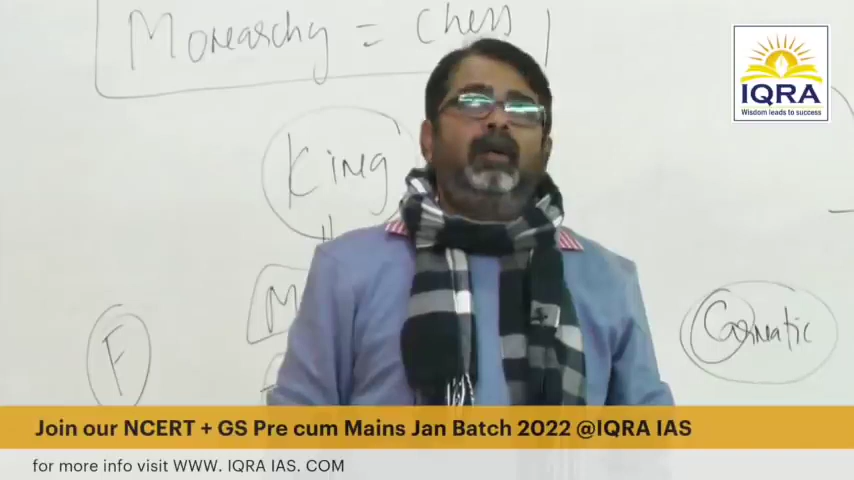 Monarchy = Chess
IQRA
Wisdom leads to success
King
M
F
Carnatic
Join our NCERT + GS Pre cum Mains Jan Batch 2022 @IQRA IAS
for more info visit WWW. IQRA IAS. COM